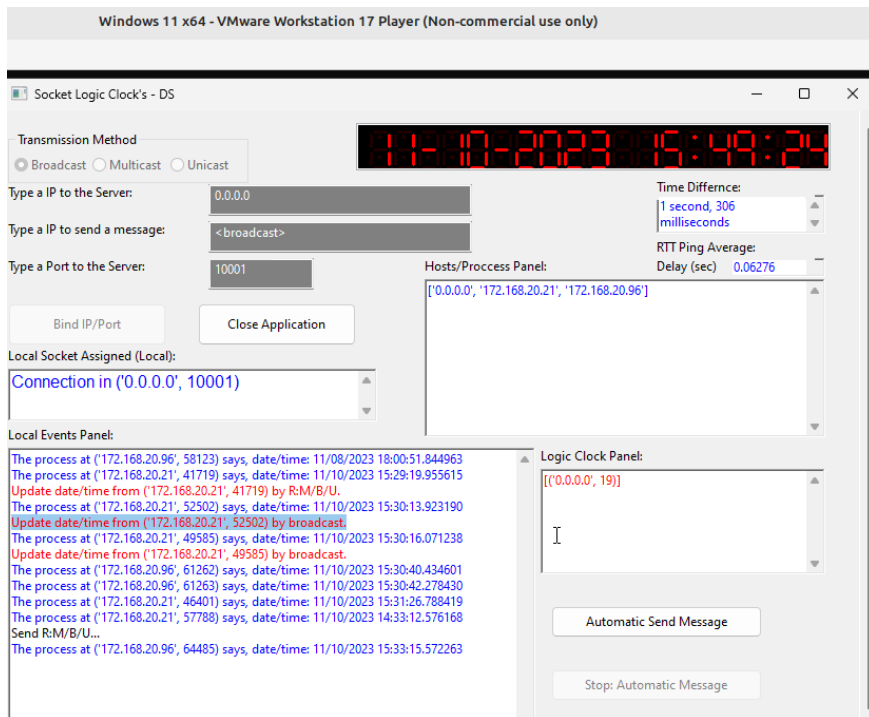 Windows 11 x64 - VMware Workstation 17 Player (Non-commercial use only)
Socket Logic Clock's - DS
Transmission Method
Broadcast Multicast Unicast
11-10-2023 15:49:24
Type a IP to the Server:
0.0.0.0
Type a IP to send a message:
<broadcast>
Type a Port to the Server:
10001
Time Differnce:
1 second, 306
milliseconds
RTT Ping Average:
Delay (sec) 0.06276
Hosts/Proccess Panel:
['0.0.0.0', '172.168.20.21', '172.168.20.96']
Bind IP/Port
Close Application
Local Socket Assigned (Local):
Connection in ('0.0.0.0', 10001)
Local Events Panel:
The process at ('172.168.20.96', 58123) says, date/time: 11/08/2023 18:00:51.844963
The process at ('172.168.20.21', 41719) says, date/time: 11/10/2023 15:29:19.955615
Update date/time from ('172.168.20.21', 41719) by R:M/B/U.
The process at ('172.168.20.21', 52502) says, date/time: 11/10/2023 15:30:13.923190
Update date/time from ('172.168.20.21', 52502) by broadcast.
The process at ('172.168.20.21', 49585) says, date/time: 11/10/2023 15:30:16.071238
Update date/time from ('172.168.20.21', 49585) by broadcast.
The process at ('172.168.20.96', 61262) says, date/time: 11/10/2023 15:30:40.434601
The process at ('172.168.20.96', 61263) says, date/time: 11/10/2023 15:30:42.278430
The process at ('172.168.20.21', 46401) says, date/time: 11/10/2023 15:31:26.788419
The process at ('172.168.20.21', 57788) says, date/time: 11/10/2023 14:33:12.576168
Send R:M/B/U...
The process at ('172.168.20.96', 64485) says, date/time: 11/10/2023 15:33:15.572263
Logic Clock Panel:
[('0.0.0.0', 19)]
Automatic Send Message
Stop: Automatic Message